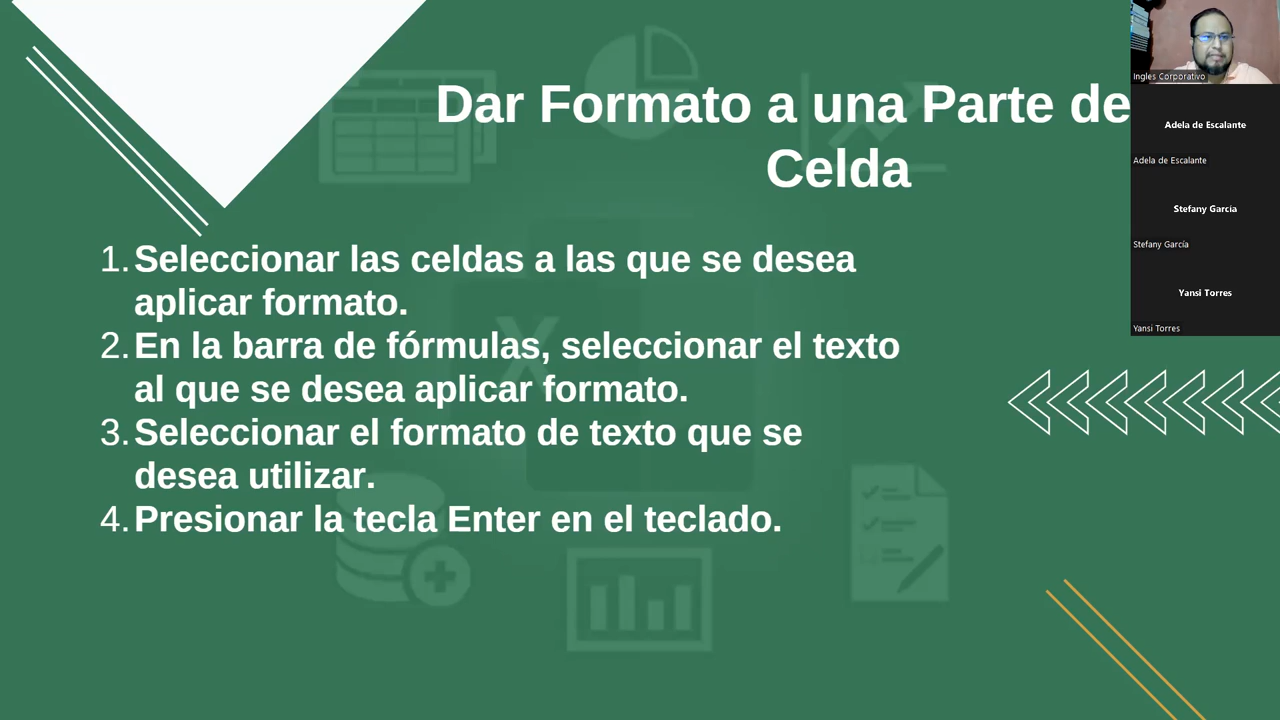 Dar Formato a una Parte de
Celda
1. Seleccionar las celdas a las que se desea
aplicar formato.
2. En la barra de fórmulas, seleccionar el texto
al que se desea aplicar formato.
3. Seleccionar el formato de texto que se
desea utilizar.
4. Presionar la tecla Enter en el teclado.
Ingles Corporativo
Adela de Escalante
Adela de Escalante
Stefany García
Stefany García
Yansi Torres
Yansi Torres
X